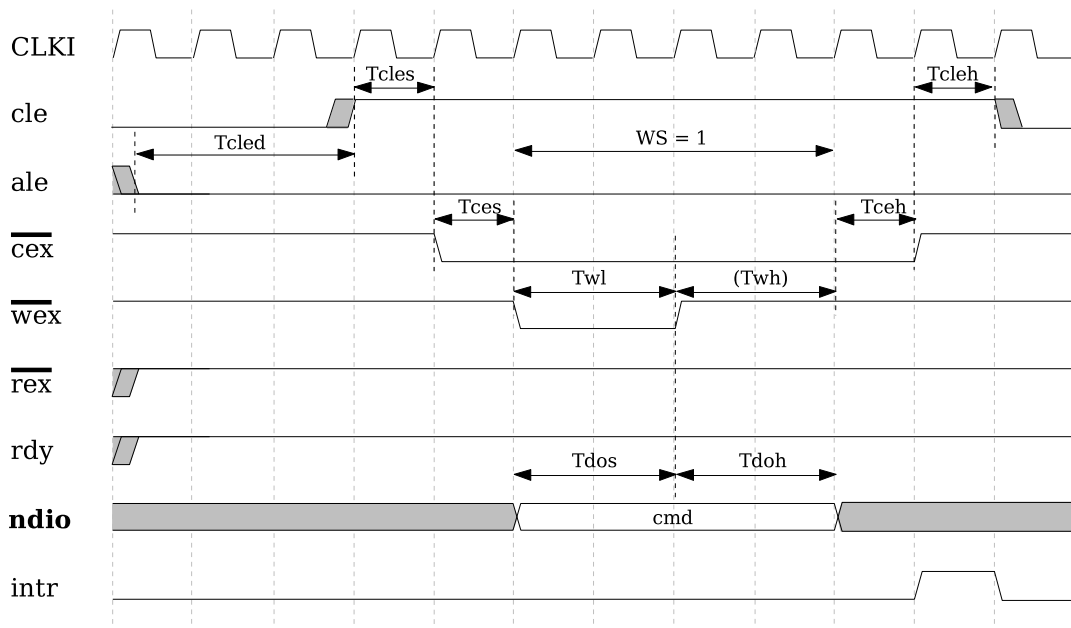 CLKI
Tcles
Tcleh
cle
Tcled
WS = 1
ale
Tces
Tceh
cex
Twl
(Twh)
wex
rex
rdy
Tdos
Tdoh
ndio
cmd
intr